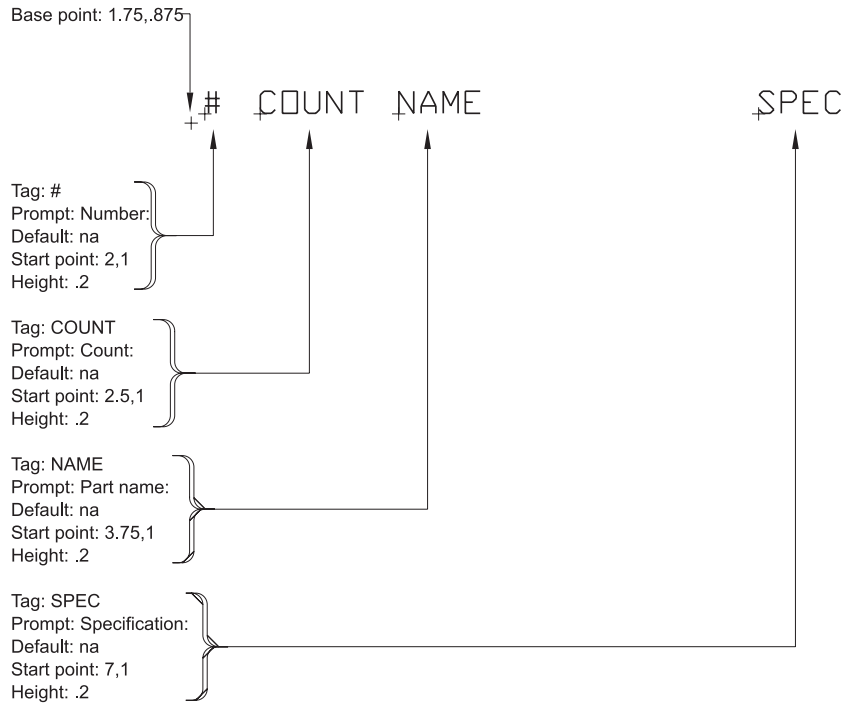 Base point: 1.75,.875
# COUNT NAME SPEC
Tag: #
Prompt: Number:
Default: na
Start point: 2,1
Height: .2
Tag: COUNT
Prompt: Count:
Default: na
Start point: 2.5,1
Height: .2
Tag: NAME
Prompt: Part name:
Default: na
Start point: 3.75,1
Height: .2
Tag: SPEC
Prompt: Specification:
Default: na
Start point: 7,1
Height: .2